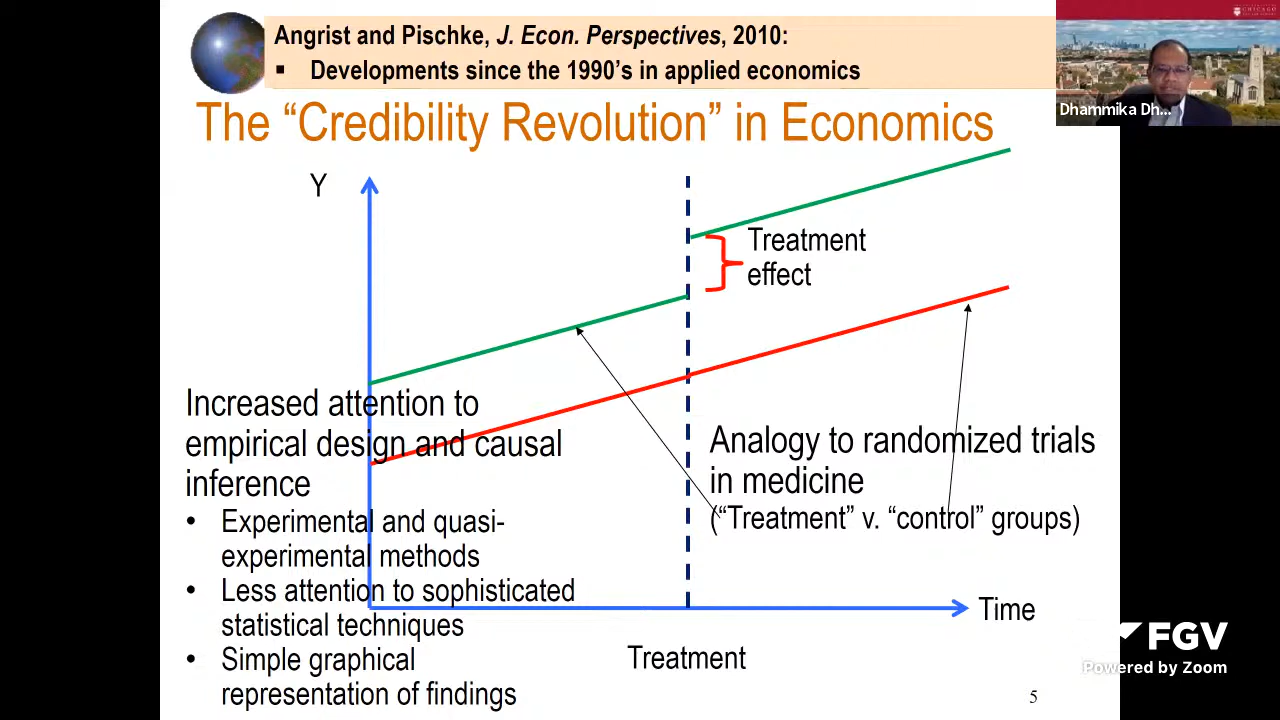 Angrist and Pischke, J. Econ. Perspectives, 2010:
▪ Developments since the 1990’s in applied economics
The “Credibility Revolution” in Economics
CHICAGO
Dhammika Dh...
Y
Treatment
effect
Increased attention to
empirical design and causal
inference
• Experimental and quasi-
experimental methods
• Less attention to sophisticated
statistical techniques
• Simple graphical
representation of findings
Analogy to randomized trials
in medicine
(“Treatment” v. “control” groups)
Time
Treatment
5
FGV
Powered by Zoom